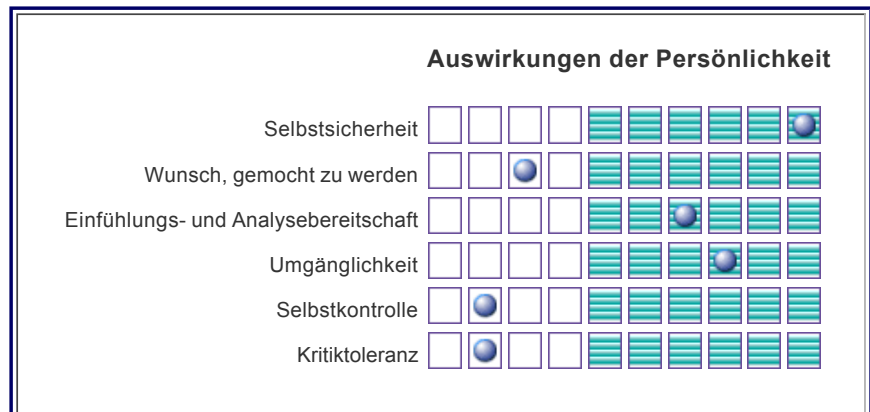 Auswirkungen der Persönlichkeit
Selbstsicherheit
Wunsch, gemocht zu werden
Einfühlungs- und Analysebereitschaft
Umgänglichkeit
Selbstkontrolle
Kritiktoleranz